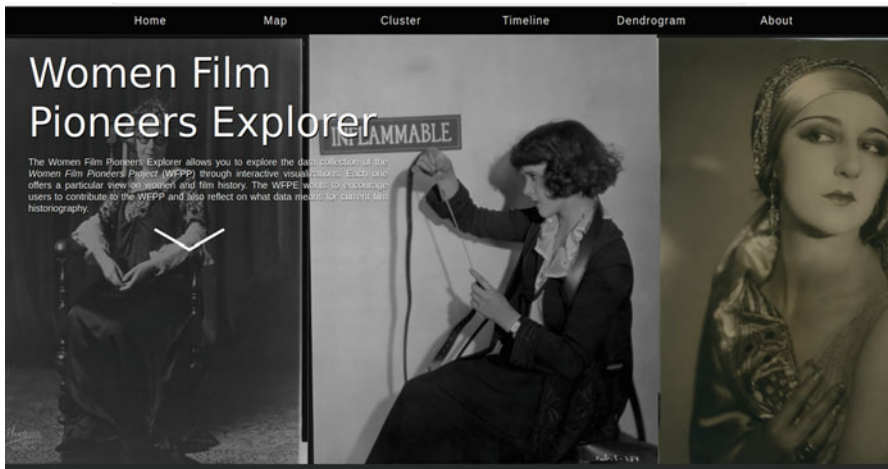 Home Map Cluster Timeline Dendrogram About
Women Film
Pioneers Explorer
INFLAMMABLE
The Women Film Pioneers Explorer allows you to explore the data collection of the
Women Film Pioneers Project (WFPP) through interactive visualizations. Each one
offers a particular view on women and film history. The WFPE wants to encourage
users to contribute to the WFPP and also reflect on what data means for current film
historiography.